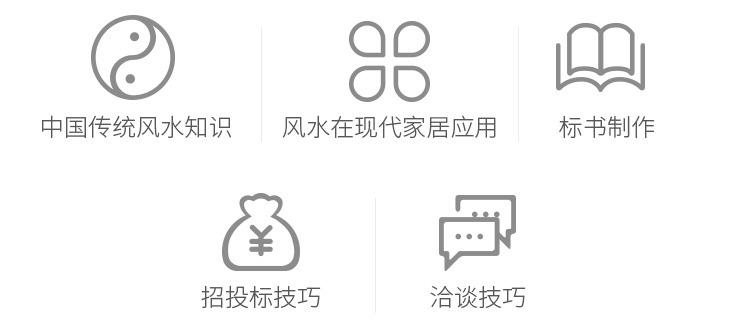 中国传统风水知识
风水在现代家居应用
标书制作
¥
招投标技巧
洽谈技巧